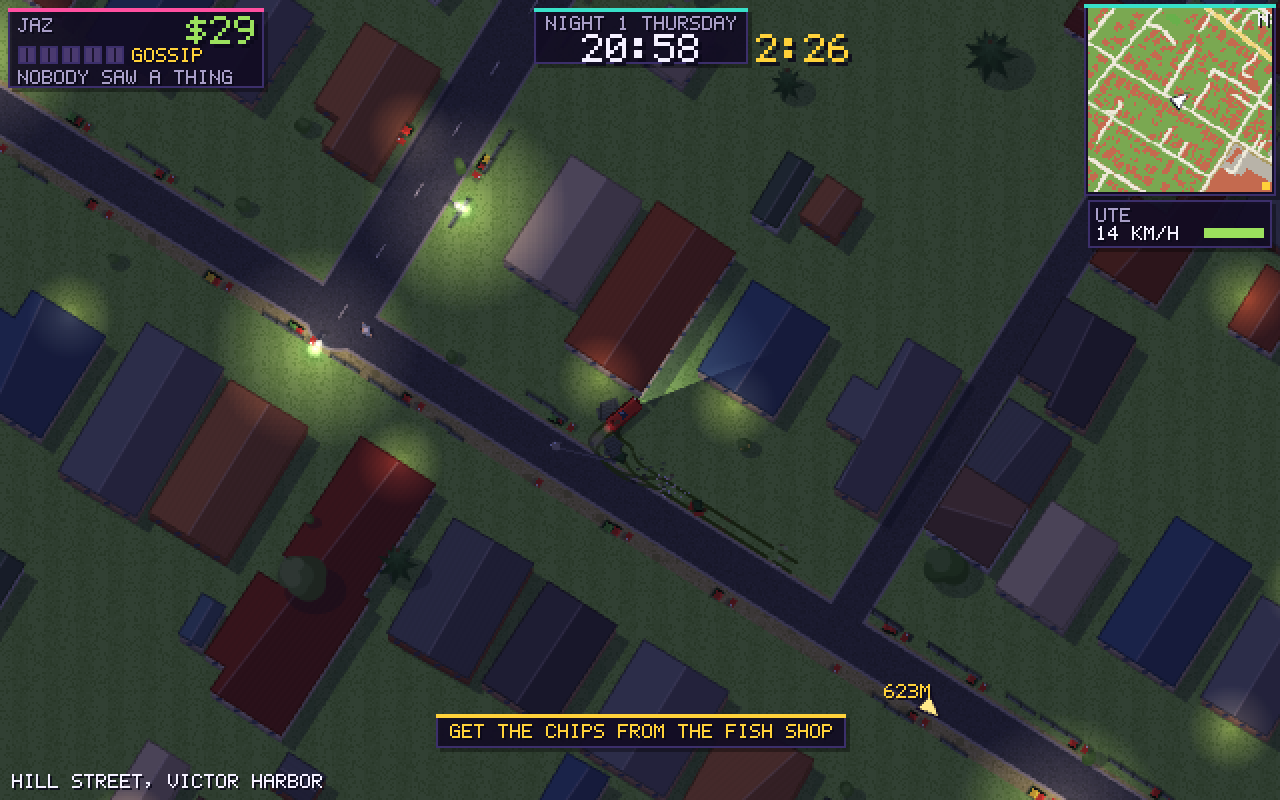 JAZ
$29
GOSSIP
NOBODY SAW A THING
NIGHT 1 THURSDAY
20:58
2:26
N
UTE
14 KM/H
623M
GET THE CHIPS FROM THE FISH SHOP
HILL STREET, VICTOR HARBOR